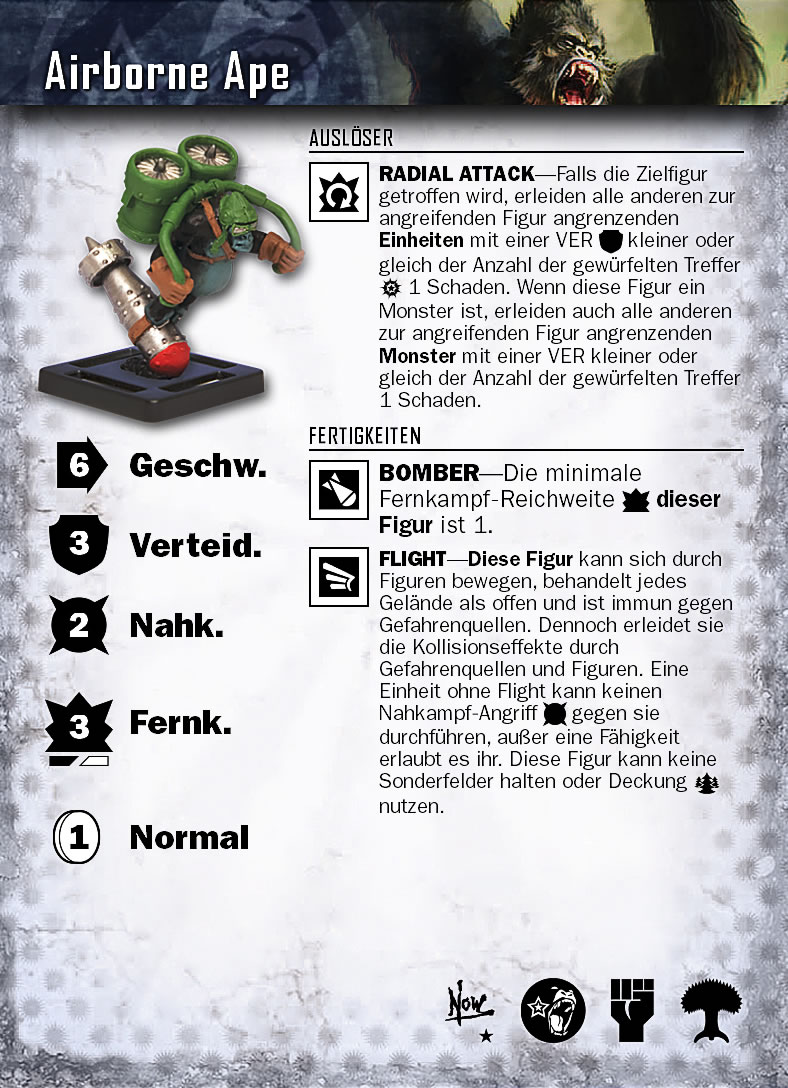 Airborne Ape
AUSLÖSER
RADIAL ATTACK—Falls die Zielfigur
getroffen wird, erleiden alle anderen zur
angreifenden Figur angrenzenden
Einheiten mit einer VER kleiner oder
gleich der Anzahl der gewürfelten Treffer
1 Schaden. Wenn diese Figur ein
Monster ist, erleiden auch alle anderen
zur angreifenden Figur angrenzenden
Monster mit einer VER kleiner oder
gleich der Anzahl der gewürfelten Treffer
1 Schaden.
FERTIGKEITEN
BOMBER—Die minimale
Fernkampf-Reichweite dieser
Figur ist 1.
FLIGHT—Diese Figur kann sich durch
Figuren bewegen, behandelt jedes
Gelände als offen und ist immun gegen
Gefahrenquellen. Dennoch erleidet sie
die Kollisionseffekte durch
Gefahrenquellen und Figuren. Eine
Einheit ohne Flight kann keinen
Nahkampf-Angriff gegen sie
durchführen, außer eine Fähigkeit
erlaubt es ihr. Diese Figur kann keine
Sonderfelder halten oder Deckung
nutzen.
6 Geschw.
3 Verteid.
2 Nahk.
3 Fernk.
1 Normal
Now